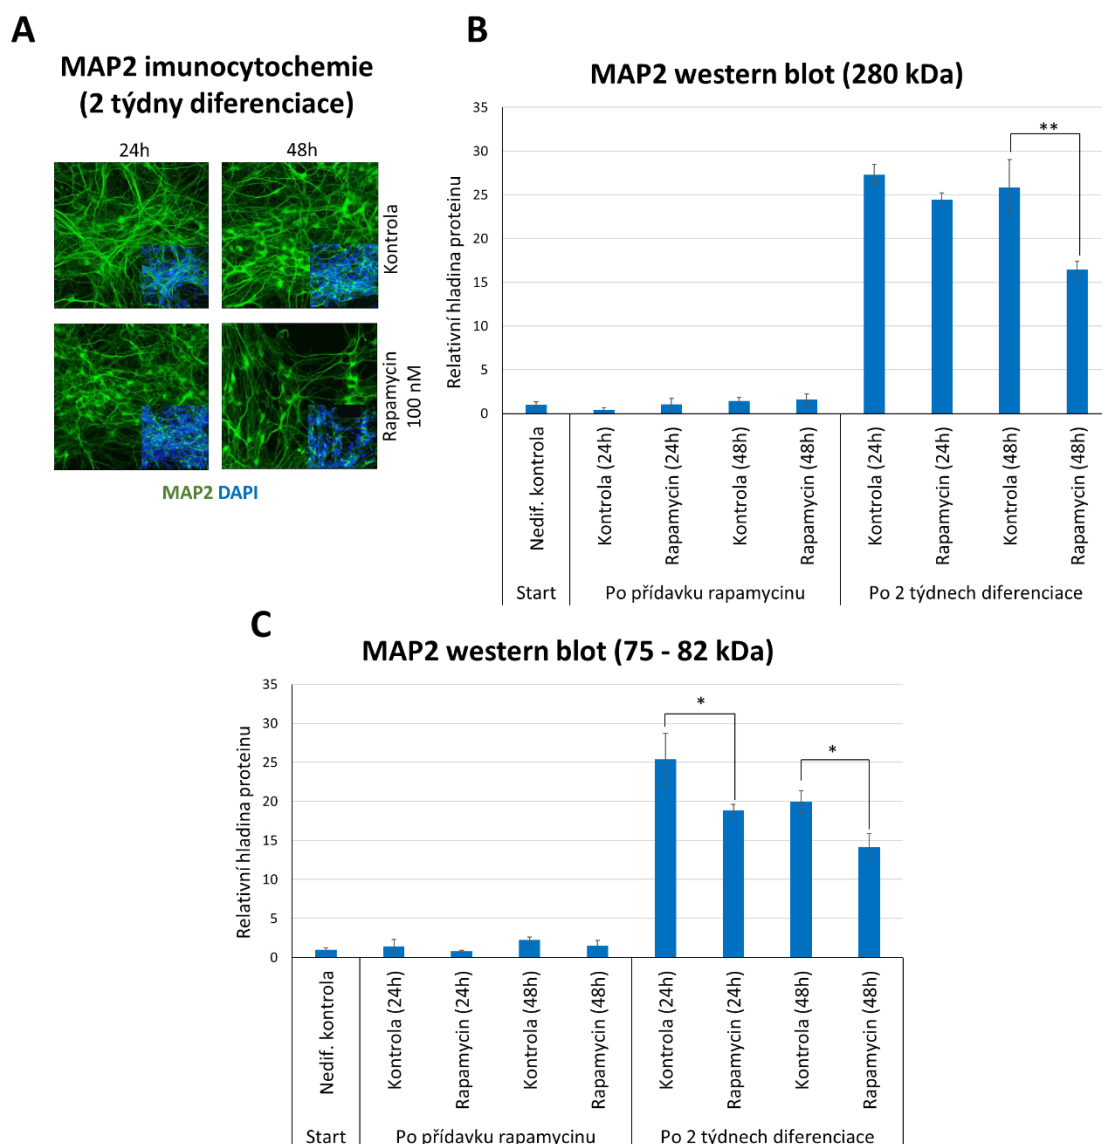 A
MAP2 imunocytochemie
(2 týdny diferenciace)
24h
48h
Kontrola
Rapamycin
100 nM
MAP2 DAPI
B
MAP2 western blot (280 kDa)
Relativní hladina proteinu
35
30
25
20
15
10
5
0
**
Nedif. kontrola
Kontrola (24h)
Rapamycin (24h)
Kontrola (48h)
Rapamycin (48h)
Kontrola (24h)
Rapamycin (24h)
Kontrola (48h)
Rapamycin (48h)
Start
Po přídavku rapamycinu
Po 2 týdnech diferenciace
C
MAP2 western blot (75 - 82 kDa)
Relativní hladina proteinu
35
30
25
20
15
10
5
0
*
*
Nedif. kontrola
Kontrola (24h)
Rapamycin (24h)
Kontrola (48h)
Rapamycin (48h)
Kontrola (24h)
Rapamycin (24h)
Kontrola (48h)
Rapamycin (48h)
Start
Po přídavku rapamycinu
Po 2 týdnech diferenciace